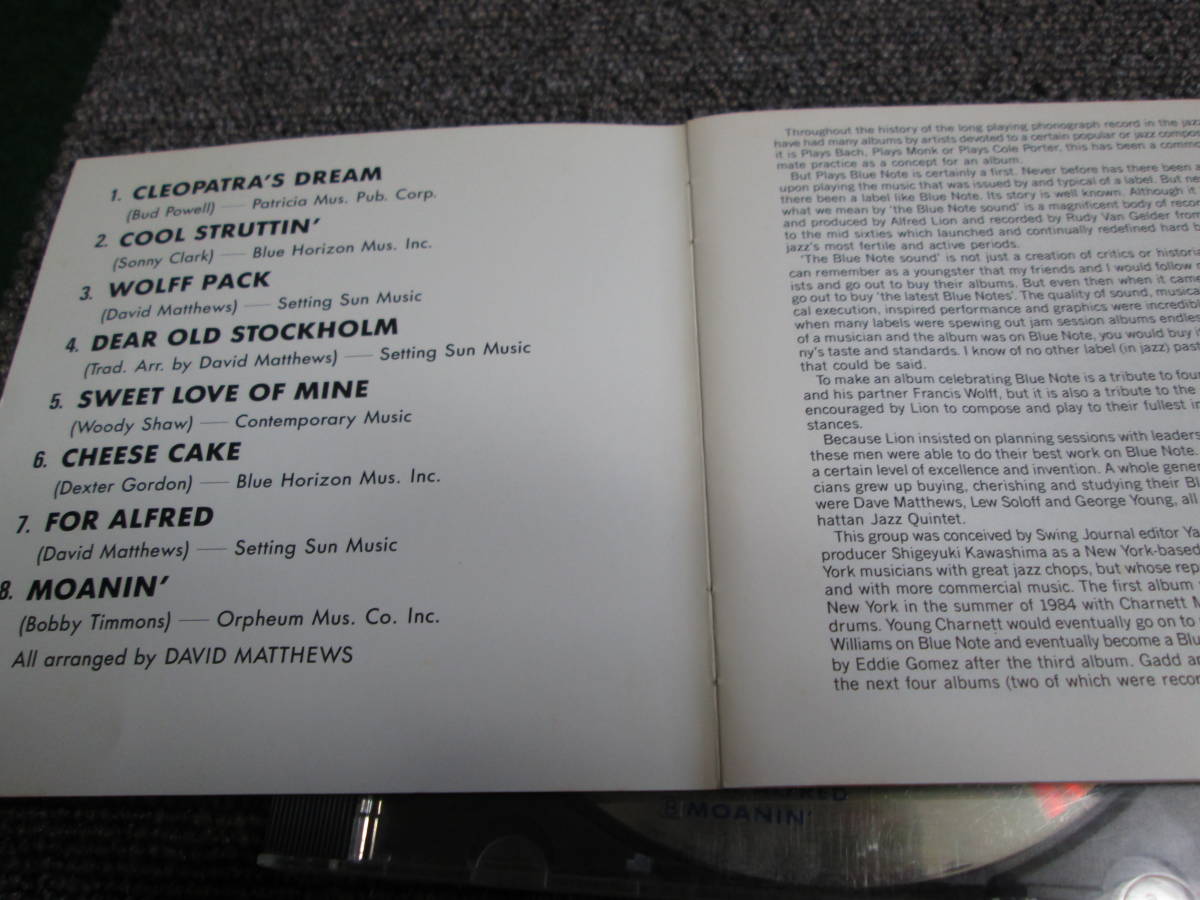 1. CLEOPATRA'S DREAM
(Bud Powell) — Patricia Mus. Pub. Corp.
2. COOL STRUTTIN'
(Sonny Clark) — Blue Horizon Mus. Inc.
3. WOLFF PACK
(David Matthews) — Setting Sun Music
4. DEAR OLD STOCKHOLM
(Trad. Arr. by David Matthews) — Setting Sun Music
5. SWEET LOVE OF MINE
(Woody Shaw) — Contemporary Music
6. CHEESE CAKE
(Dexter Gordon) — Blue Horizon Mus. Inc.
7. FOR ALFRED
(David Matthews) — Setting Sun Music
8. MOANIN'
(Bobby Timmons) — Orpheum Mus. Co. Inc.
All arranged by DAVID MATTHEWS
Throughout the history of the long playing phonograph record in the jazz
have had many albums by artists devoted to a certain popular or jazz
it is Plays Bach, Plays Monk or Plays Cole Porter, this has been a
mate practice as a concept for an album.
But Plays Blue Note is certainly a first. Never before has there been a
upon playing the music that was issued by and typical of a label. But
there been a label like Blue Note. Its story is well known. Although it
what we mean by 'the Blue Note sound' is a magnificent body of
and produced by Alfred Lion and recorded by Rudy Van Gelder from
to the mid sixties which launched and continually redefined hard
jazz's most fertile and active periods.
'The Blue Note sound' is not just a creation of critics or
can remember as a youngster that my friends and I would follow
ists and go out to buy their albums. But even then when it came
go out to buy 'the latest Blue Notes'. The quality of sound,
cal execution, inspired performance and graphics were
when many labels were spewing out jam session albums
of a musician and the album was on Blue Note, you would buy
ny's taste and standards. I know of no other label (in jazz) past
that could be said.
To make an album celebrating Blue Note is a tribute to
and his partner Francis Wolff, but it is also a tribute to the
encouraged by Lion to compose and play to their fullest
stances.
Because Lion insisted on planning sessions with leaders
these men were able to do their best work on Blue Note.
a certain level of excellence and invention. A whole
cians grew up buying, cherishing and studying their
were Dave Matthews, Lew Soloff and George Young, all
hattan Jazz Quintet.
This group was conceived by Swing Journal editor
producer Shigeyuki Kawashima as a New York-based
York musicians with great jazz chops, but whose
and with more commercial music. The first album
New York in the summer of 1984 with Charnett
drums. Young Charnett would eventually go on to
Williams on Blue Note and eventually become a
by Eddie Gomez after the third album. Gadd
the next four albums (two of which were
ALFRED
8 MOANIN'